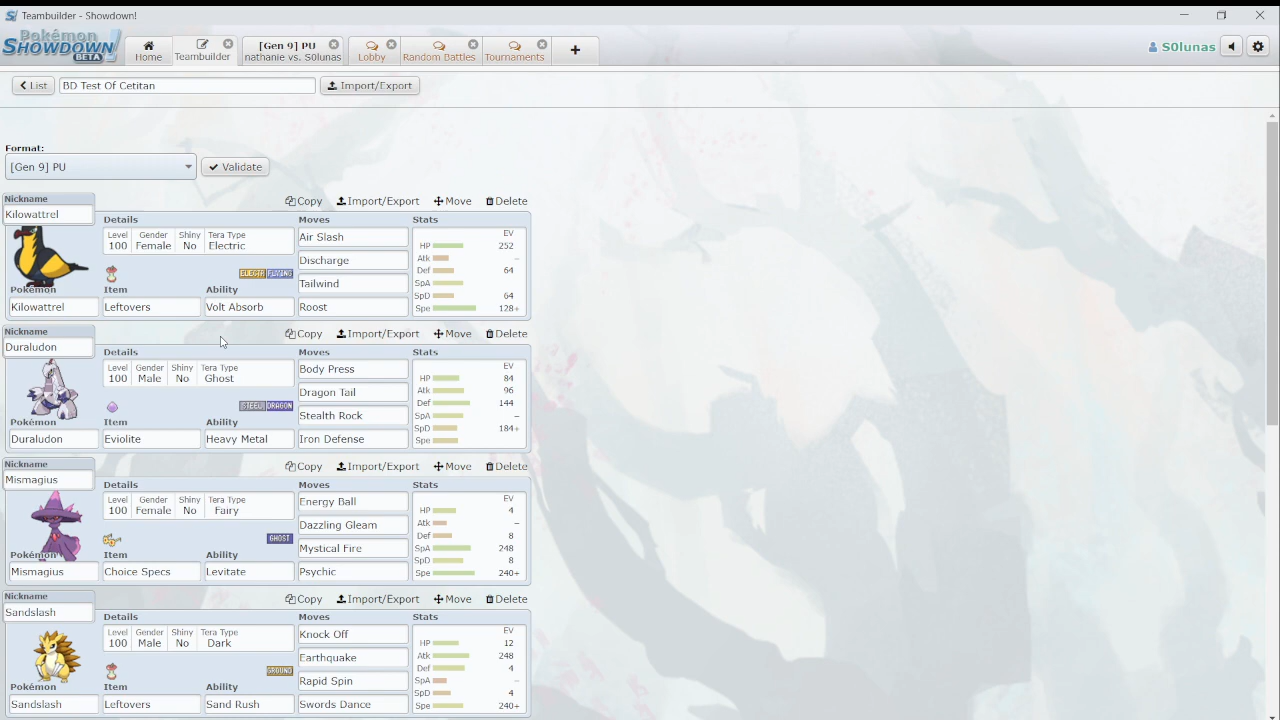 Teambuilder - Showdown!
Pokémon
SHOWDOWN!
BETA
Home
Teambuilder
[Gen 9] PU
nathanie vs. S0lunas
Lobby
Random Battles
Tournaments
S0lunas
List
BD Test Of Cetitan
Import/Export
Format:
[Gen 9] PU
Validate
Nickname
Copy Import/Export Move Delete
Kilowattrel
Details Moves Stats
Level Gender Shiny Tera Type
100 Female No Electric
Air Slash
EV
HP 252
Discharge
Atk –
Def 64
ELECTR FLYING
Tailwind
SpA
Pokémon Item Ability
SpD 64
Kilowattrel Leftovers Volt Absorb Roost
Spe 128+
Nickname
Copy Import/Export Move Delete
Duraludon
Details Moves Stats
Level Gender Shiny Tera Type
100 Male No Ghost
Body Press
EV
HP 84
Dragon Tail
Atk 96
Def 144
STEEL DRAGON
Stealth Rock
SpA –
Pokémon Item Ability
SpD 184+
Duraludon Eviolite Heavy Metal Iron Defense
Spe
Nickname
Copy Import/Export Move Delete
Mismagius
Details Moves Stats
Level Gender Shiny Tera Type
100 Female No Fairy
Energy Ball
EV
HP 4
Dazzling Gleam
Atk –
Def 8
GHOST
Mystical Fire
SpA 248
Pokémon Item Ability
SpD 8
Mismagius Choice Specs Levitate Psychic
Spe 240+
Nickname
Copy Import/Export Move Delete
Sandslash
Details Moves Stats
Level Gender Shiny Tera Type
100 Male No Dark
Knock Off
EV
HP 12
Earthquake
Atk 248
Def 4
GROUND
Rapid Spin
SpA –
Pokémon Item Ability
SpD 4
Sandslash Leftovers Sand Rush Swords Dance
Spe 240+